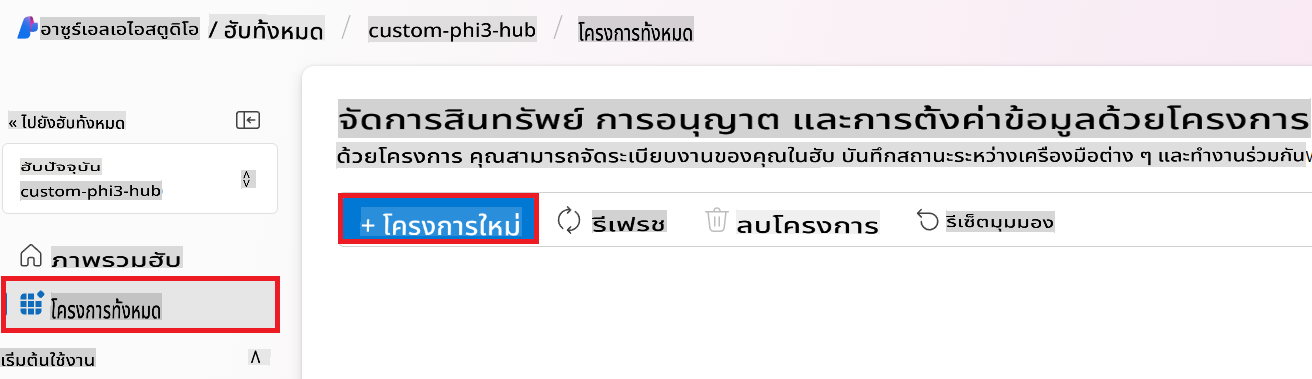 อาซูร์เอลเอไอสตูดิโอ / ฮับทั้งหมด / custom-phi3-hub / โครงการทั้งหมด
« ไปยังฮับทั้งหมด
ฮับปัจจุบัน
custom-phi3-hub
ภาพรวมฮับ
โครงการทั้งหมด
เริ่มต้นใช้งาน
จัดการสินทรัพย์ การอนุญาต และการตั้งค่าข้อมูลด้วยโครงการ
ด้วยโครงการ คุณสามารถจัดระเบียบงานของคุณในฮับ บันทึกสถานะระหว่างเครื่องมือต่าง ๆ และทำงานร่วมกัน
+ โครงการใหม่ รีเฟรช ลบโครงการ รีเซ็ตมุมมอง